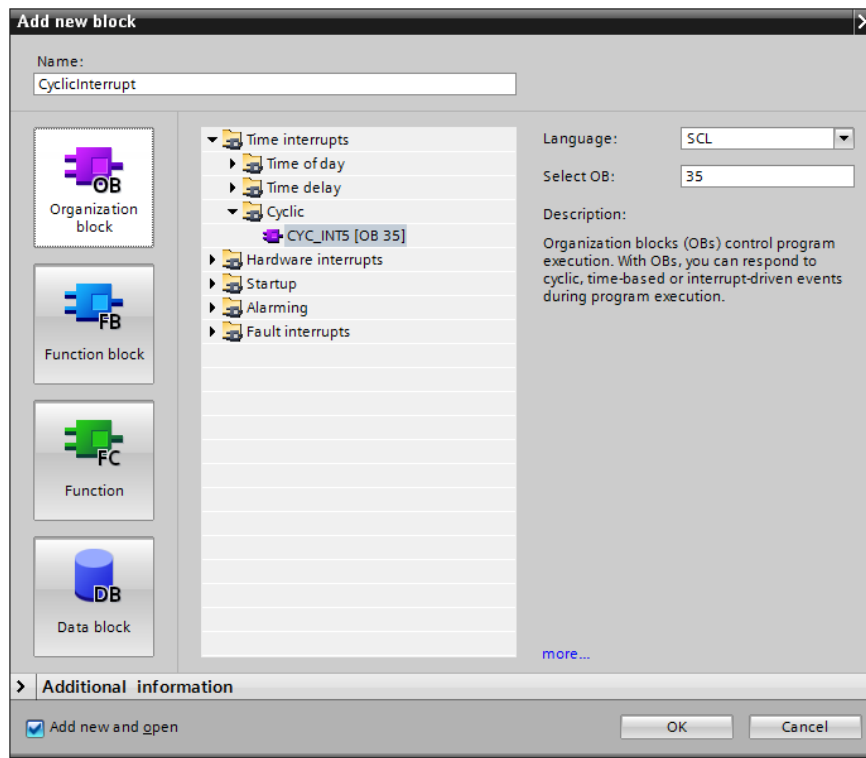 Add new block
Name:
CyclicInterrupt
OB
Organization
block
FB
Function block
FC
Function
DB
Data block
Time interrupts
Time of day
Time delay
Cyclic
CYC_INT5 [OB 35]
Hardware interrupts
Startup
Alarming
Fault interrupts
Language:
SCL
Select OB:
35
Description:
Organization blocks (OBs) control program
execution. With OBs, you can respond to
cyclic, time-based or interrupt-driven events
during program execution.
more...
Additional information
Add new and open
OK
Cancel